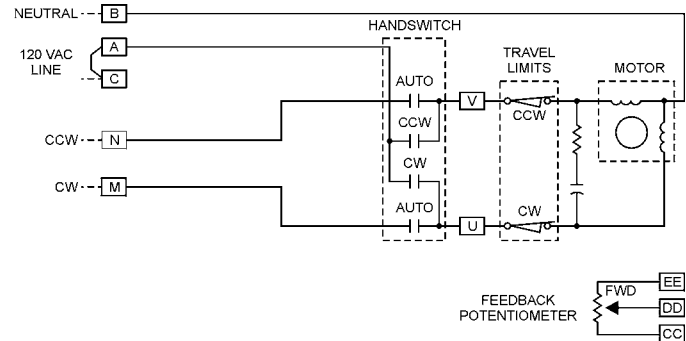 NEUTRAL B
HANDSWITCH
A
120 VAC
LINE
C
TRAVEL
LIMITS
MOTOR
AUTO
V
CCW
CCW
CCW N
CW
CW M
AUTO
CW
U
FEEDBACK
POTENTIOMETER
FWD
EE
DD
CC